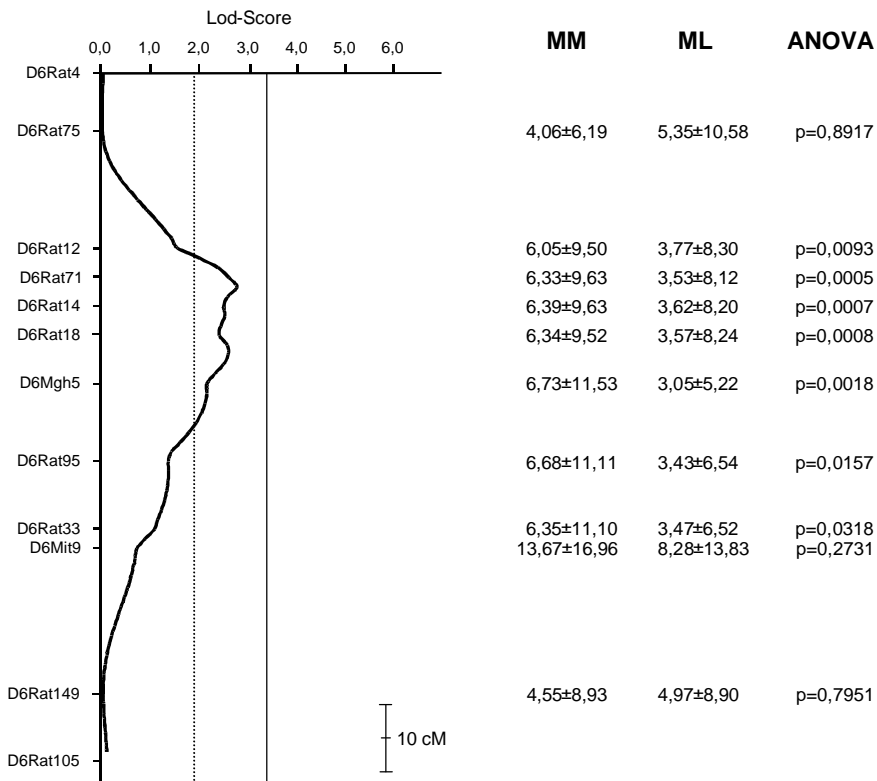 Lod-Score
0,0 1,0 2,0 3,0 4,0 5,0 6,0
MM ML ANOVA
D6Rat4
D6Rat75 4,06±6,19 5,35±10,58 p=0,8917
D6Rat12 6,05±9,50 3,77±8,30 p=0,0093
D6Rat71 6,33±9,63 3,53±8,12 p=0,0005
D6Rat14 6,39±9,63 3,62±8,20 p=0,0007
D6Rat18 6,34±9,52 3,57±8,24 p=0,0008
D6Mgh5 6,73±11,53 3,05±5,22 p=0,0018
D6Rat95 6,68±11,11 3,43±6,54 p=0,0157
D6Rat33 6,35±11,10 3,47±6,52 p=0,0318
D6Mit9 13,67±16,96 8,28±13,83 p=0,2731
D6Rat149 4,55±8,93 4,97±8,90 p=0,7951
10 cM
D6Rat105